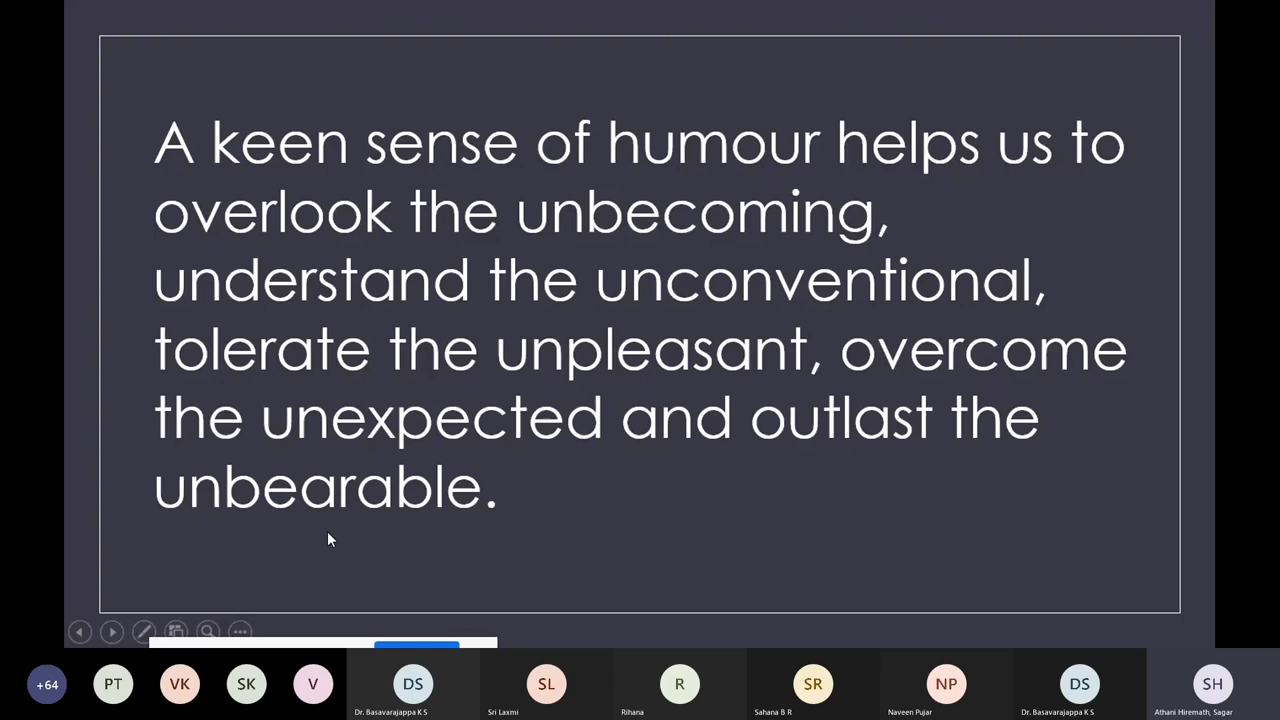 A keen sense of humour helps us to
overlook the unbecoming,
understand the unconventional,
tolerate the unpleasant, overcome
the unexpected and outlast the
unbearable.
+64
PT
VK
SK
V
DS
SL
R
SR
NP
DS
SH
Dr. Basavarajappa K S
Sri Laxmi
Rihana
Sahana B R
Naveen Pujar
Dr. Basavarajappa K S
Athani Hiremath, Sagar